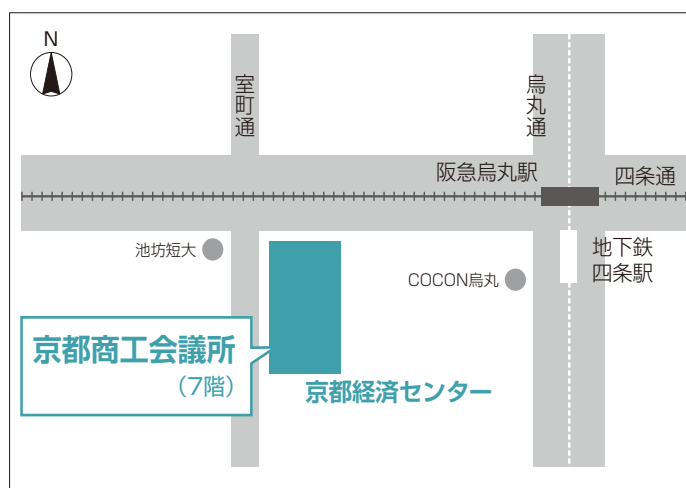 N
室町通
烏丸通
阪急烏丸駅
四条通
池坊短大
地下鉄
四条駅
COCON烏丸
京都商工会議所
（7階）
京都経済センター